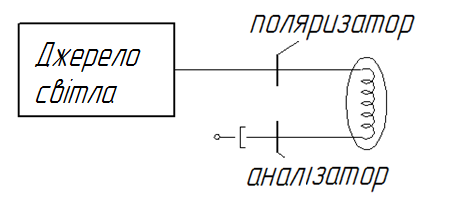 поляризатор
Джерело
світла
аналізатор